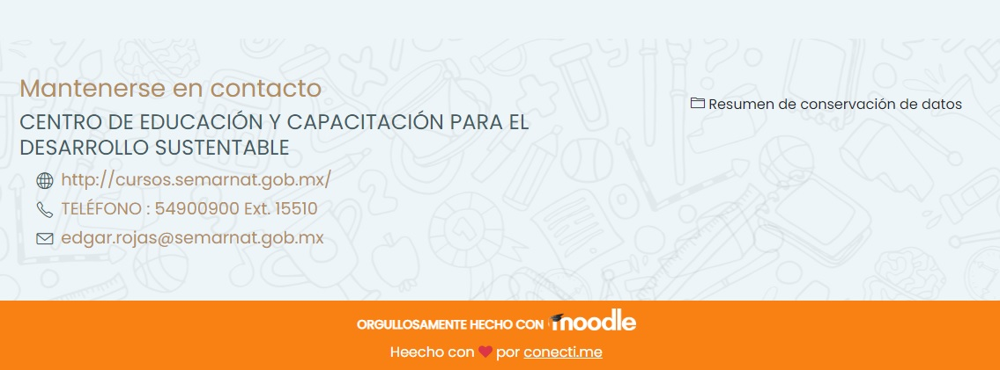 Mantenerse en contacto
CENTRO DE EDUCACIÓN Y CAPACITACIÓN PARA EL
DESARROLLO SUSTENTABLE
http://cursos.semarnat.gob.mx/
TELÉFONO : 54900900 Ext. 15510
edgar.rojas@semarnat.gob.mx
Resumen de conservación de datos
ORGULLOSAMENTE HECHO CON moodle
Heecho con ❤ por conecti.me